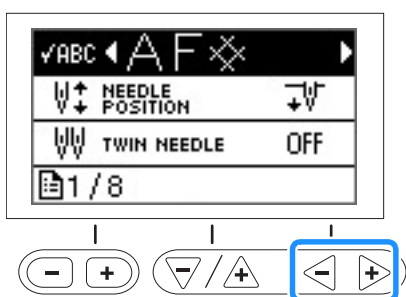 ✓ABC A F
NEEDLE
POSITION
TWIN NEEDLE OFF
1 / 8
- + / + - +